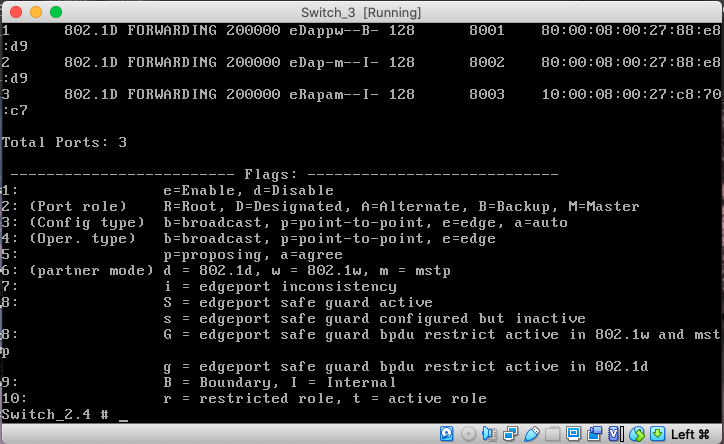 Switch_3 [Running]
1 802.1D FORWARDING 200000 eDappw--B- 128 8001 80:00:08:00:27:88:e8
:d9
2 802.1D FORWARDING 200000 eDap-m--I- 128 8002 80:00:08:00:27:88:e8
:d9
3 802.1D FORWARDING 200000 eRapam--I- 128 8003 10:00:08:00:27:c8:70
:c7
Total Ports: 3
------------------------- Flags: ----------------------------
1: e=Enable, d=Disable
2: (Port role) R=Root, D=Designated, A=Alternate, B=Backup, M=Master
3: (Config type) b=broadcast, p=point-to-point, e=edge, a=auto
4: (Oper. type) b=broadcast, p=point-to-point, e=edge
5: p=proposing, a=agree
6: (partner mode) d = 802.1d, w = 802.1w, m = mstp
7: i = edgeport inconsistency
8: S = edgeport safe guard active
s = edgeport safe guard configured but inactive
8: G = edgeport safe guard bpdu restrict active in 802.1w and mst
p
g = edgeport safe guard bpdu restrict active in 802.1d
9: B = Boundary, I = Internal
10: r = restricted role, t = active role
Switch_2.4 # _
Left ⌘